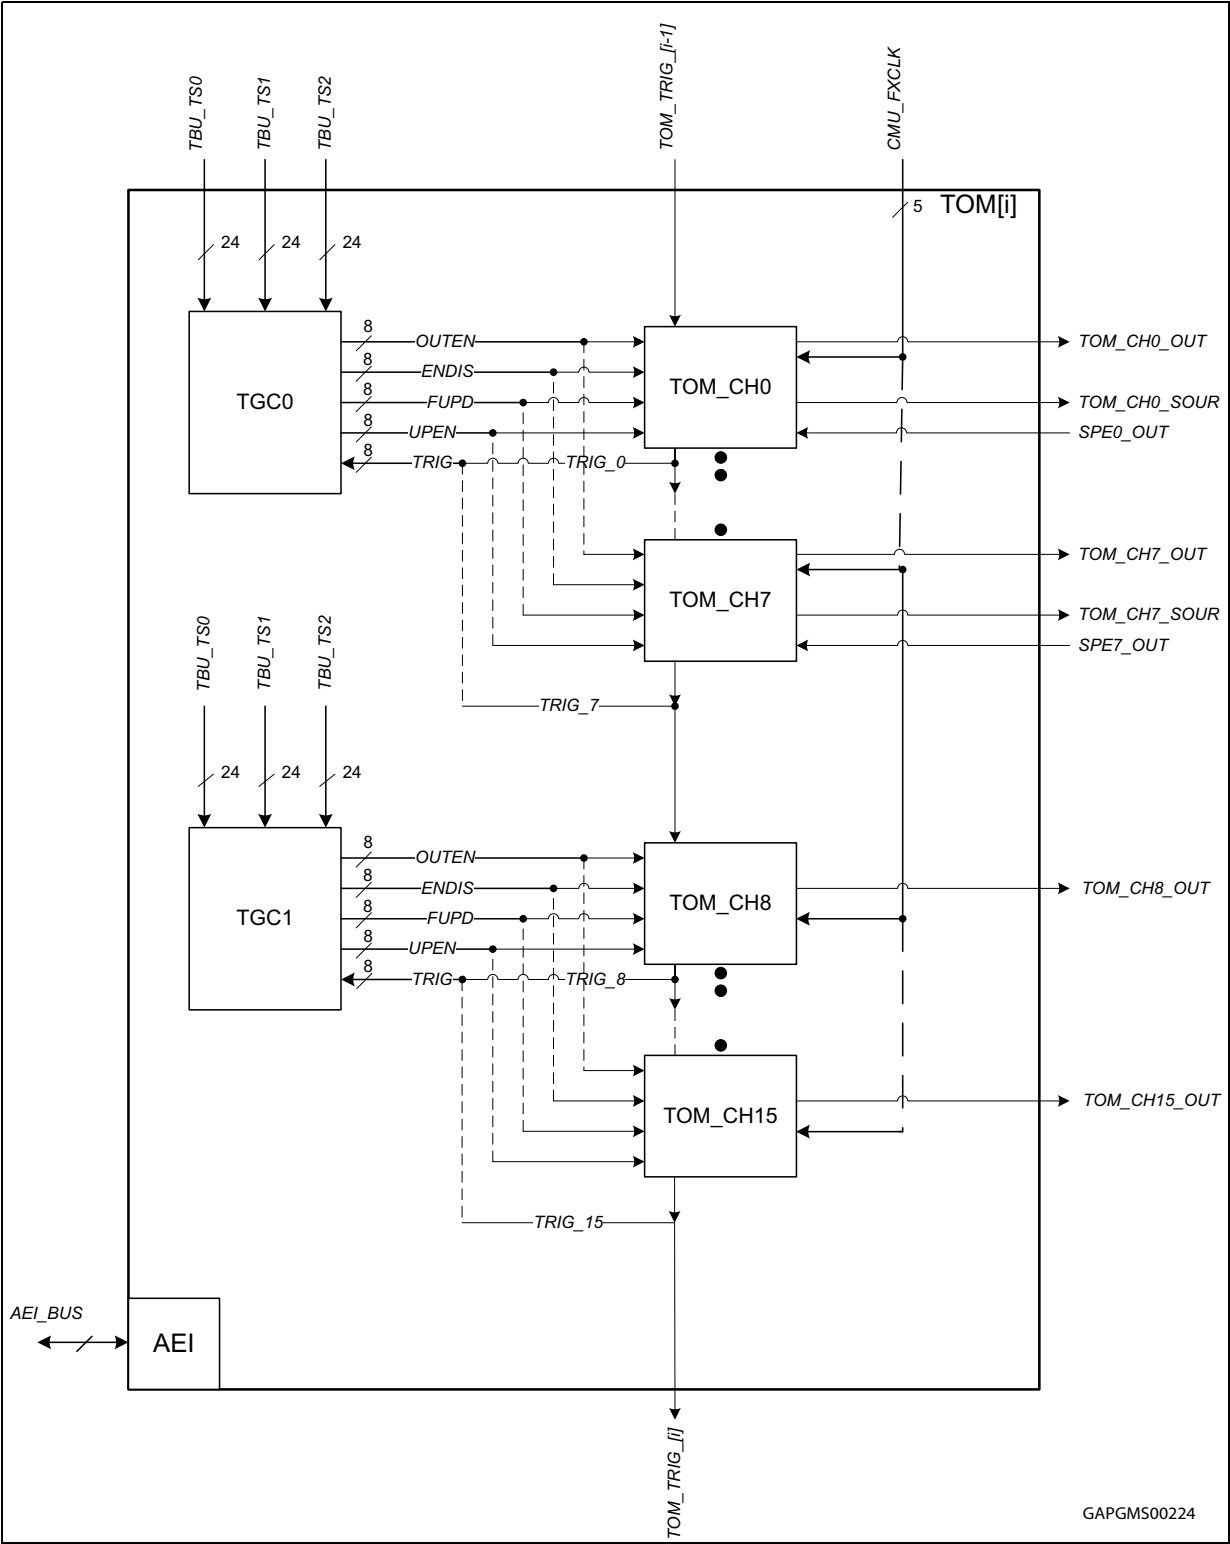 TBU_TS0
TBU_TS1
TBU_TS2
TOM_TRIG_[i-1]
CMU_FXCLK
5
TOM[i]
24
24
24
TGC0
8
OUTEN
8
ENDIS
8
FUPD
8
UPEN
8
TRIG
TRIG_0
TOM_CH0
TOM_CH0_OUT
TOM_CH0_SOUR
SPE0_OUT
TOM_CH7
TOM_CH7_OUT
TOM_CH7_SOUR
SPE7_OUT
TRIG_7
TBU_TS0
TBU_TS1
TBU_TS2
24
24
24
TGC1
8
OUTEN
8
ENDIS
8
FUPD
8
UPEN
8
TRIG
TRIG_8
TOM_CH8
TOM_CH8_OUT
TOM_CH15
TOM_CH15_OUT
TRIG_15
AEI_BUS
AEI
TOM_TRIG_[i]
GAPGMS00224